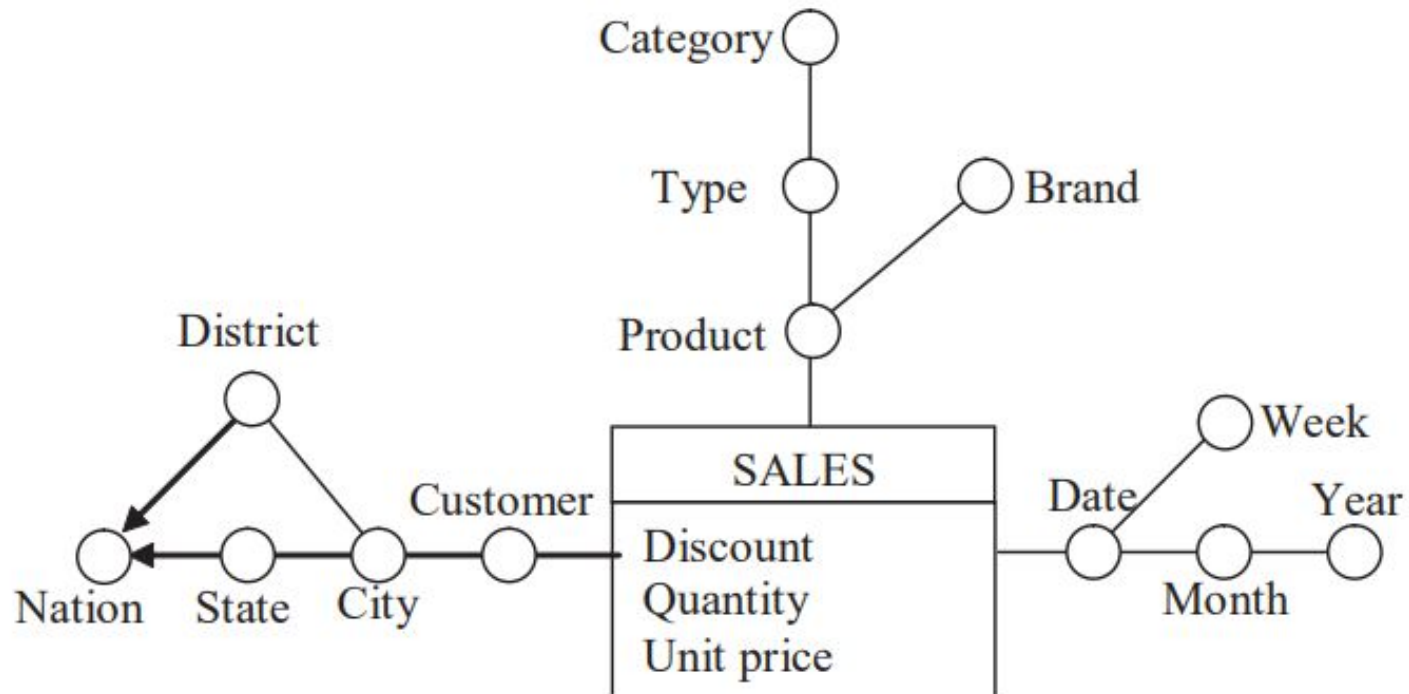 Category
Type
Brand
Product
District
Week
SALES
Customer
Date
Year
Discount
Nation
State
City
Quantity
Month
Unit price